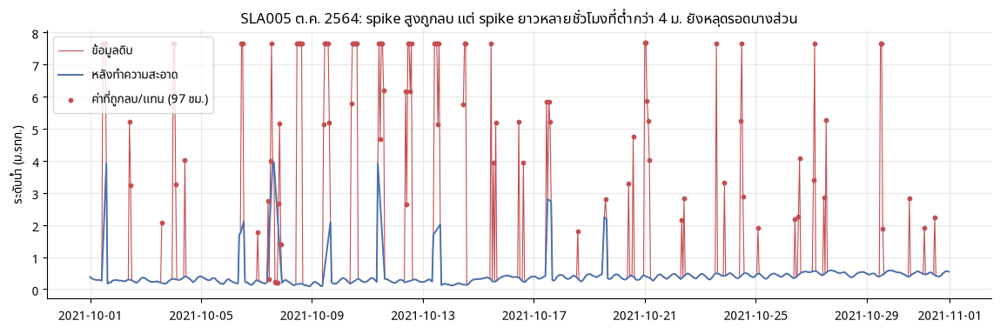 SLA005 ต.ค. 2564: spike สูงถูกลบ แต่ spike ยาวหลายชั่วโมงที่ต่ำกว่า 4 ม. ยังหลุดรอดบางส่วน
ข้อมูลดิบ
หลังทำความสะอาด
ค่าที่ถูกลบ/แทน (97 ชม.)
ระดับน้ำ (ม.รทก.)
8
7
6
5
4
3
2
1
0
2021-10-01 2021-10-05 2021-10-09 2021-10-13 2021-10-17 2021-10-21 2021-10-25 2021-10-29 2021-11-01